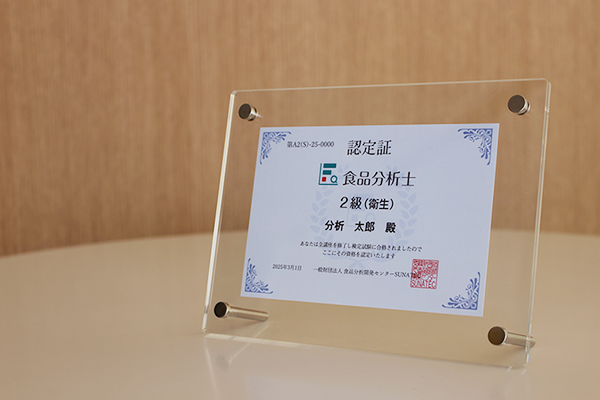 第A2(S)-25-0000
認定証
食品分析士
2級(衛生)
分析 太郎 殿
あなたは全講座を修了し検定試験に合格されましたので
ここにその資格を認定いたします
2025年3月1日 一般財団法人 食品分析開発センターSUNATEC
SUNATEC